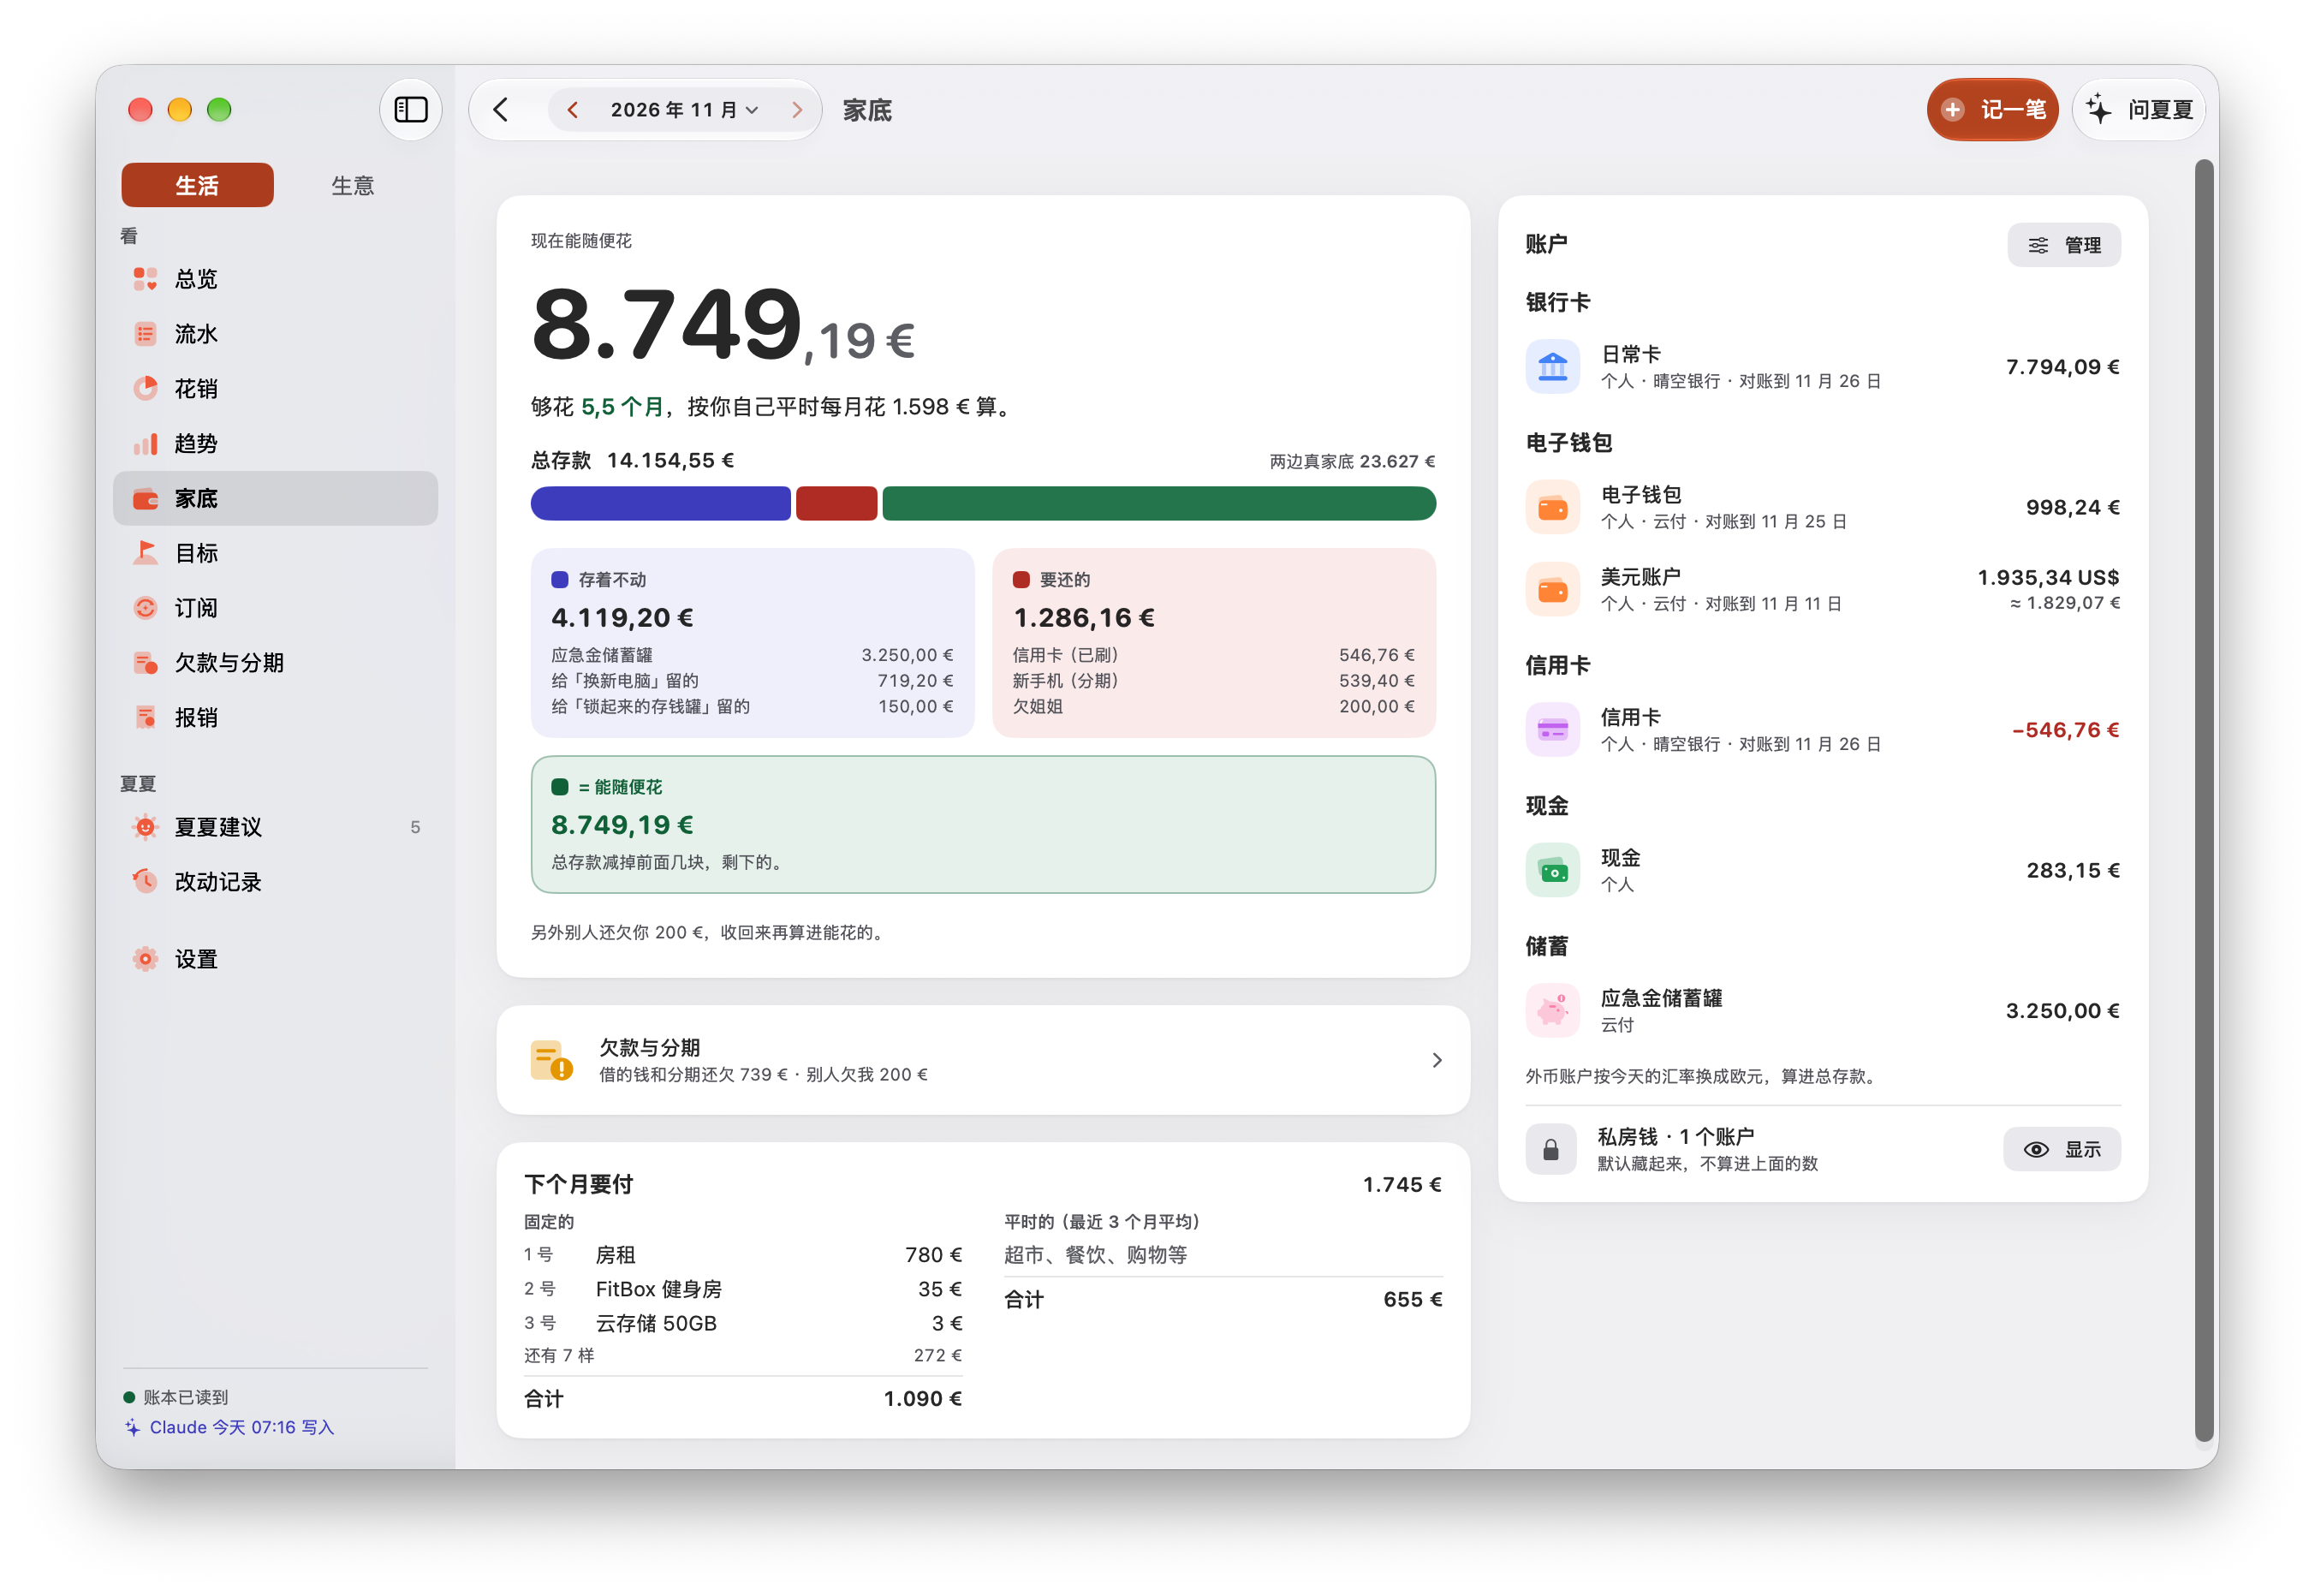 2026 年 11 月
家底
记一笔
问夏夏
生活
生意
看
总览
流水
花销
趋势
家底
目标
订阅
欠款与分期
报销
夏夏
夏夏建议 5
改动记录
设置
账本已读到
Claude 今天 07:16 写入
现在能随便花
8.749,19 €
够花 5,5 个月，按你自己平时每月花 1.598 € 算。
总存款 14.154,55 €
两边真家底 23.627 €
存着不动
4.119,20 €
应急金储蓄罐 3.250,00 €
给「换新电脑」留的 719,20 €
给「锁起来的存钱罐」留的 150,00 €
要还的
1.286,16 €
信用卡（已刷） 546,76 €
新手机（分期） 539,40 €
欠姐姐 200,00 €
= 能随便花
8.749,19 €
总存款减掉前面几块，剩下的。
另外别人还欠你 200 €，收回来再算进能花的。
欠款与分期
借的钱和分期还欠 739 € · 别人欠我 200 €
下个月要付 1.745 €
固定的
1 号 房租 780 €
2 号 FitBox 健身房 35 €
3 号 云存储 50GB 3 €
还有 7 样 272 €
合计 1.090 €
平时的（最近 3 个月平均）
超市、餐饮、购物等
合计 655 €
账户
管理
银行卡
日常卡
个人 · 晴空银行 · 对账到 11 月 26 日
7.794,09 €
电子钱包
电子钱包
个人 · 云付 · 对账到 11 月 25 日
998,24 €
美元账户
个人 · 云付 · 对账到 11 月 11 日
1.935,34 US$
≈ 1.829,07 €
信用卡
信用卡
个人 · 晴空银行 · 对账到 11 月 26 日
−546,76 €
现金
现金
个人
283,15 €
储蓄
应急金储蓄罐
云付
3.250,00 €
外币账户按今天的汇率换成欧元，算进总存款。
私房钱 · 1 个账户
默认藏起来，不算进上面的数
显示